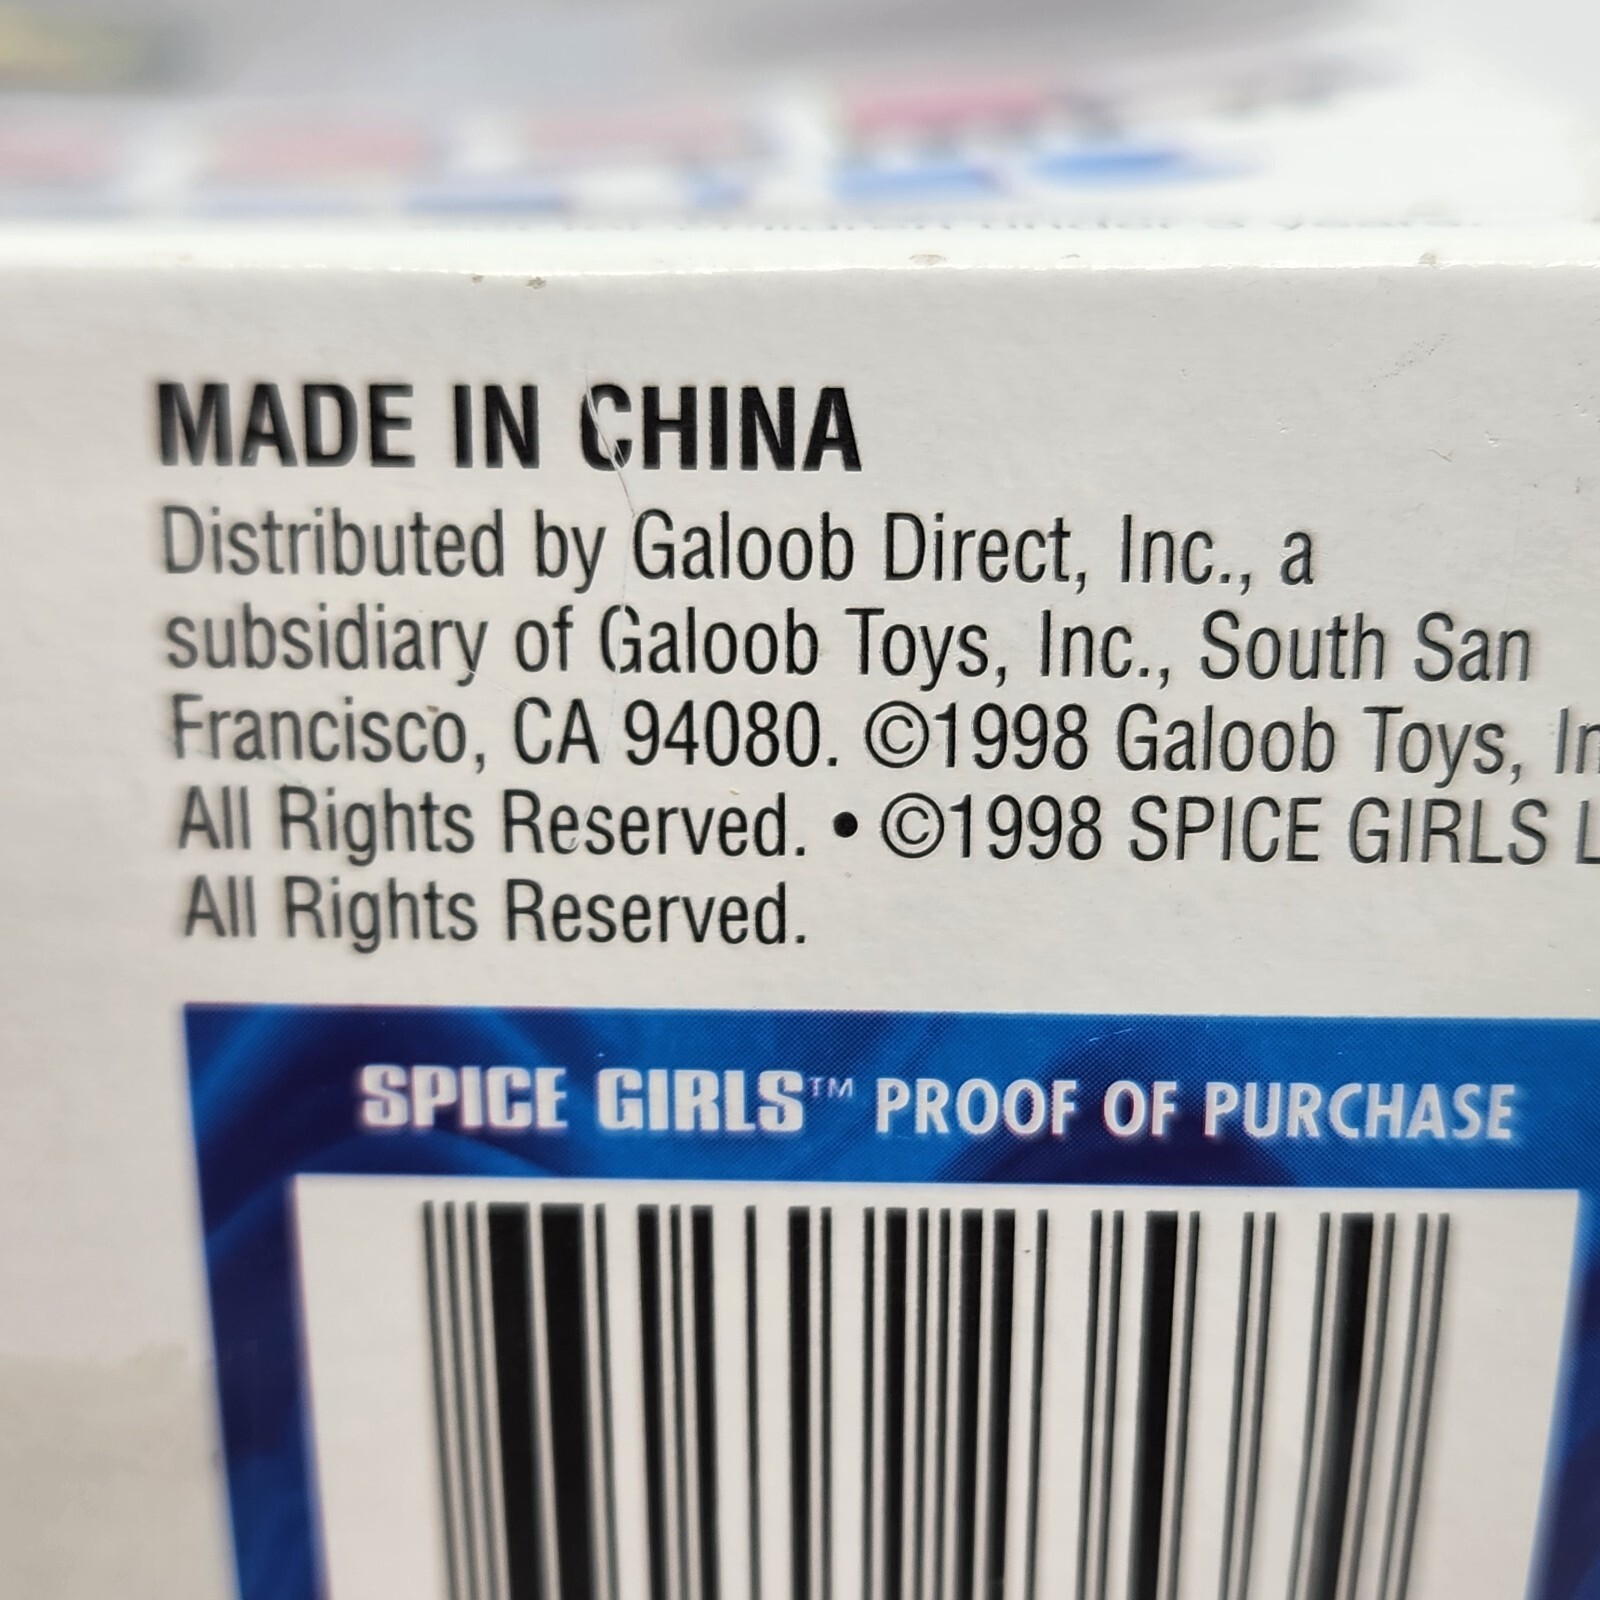 MADE IN CHINA
Distributed by Galoob Direct, Inc., a
subsidiary of Galoob Toys, Inc., South San
Francisco, CA 94080. ©1998 Galoob Toys,
All Rights Reserved. • ©1998 SPICE GIRLS
All Rights Reserved.
SPICE GIRLS™ PROOF OF PURCHASE